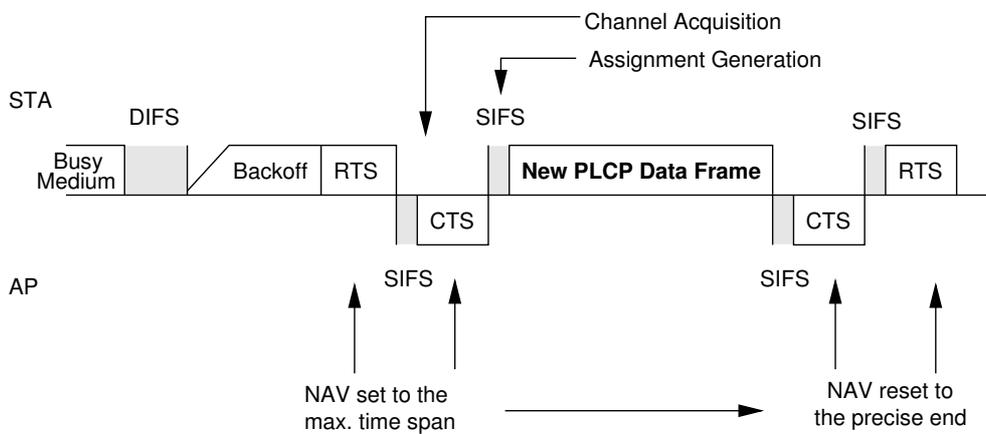 Channel Acquisition
Assignment Generation
STA
DIFS
SIFS
SIFS
Busy
Medium
Backoff
RTS
New PLCP Data Frame
RTS
CTS
CTS
SIFS
SIFS
AP
NAV set to the
max. time span
NAV reset to
the precise end